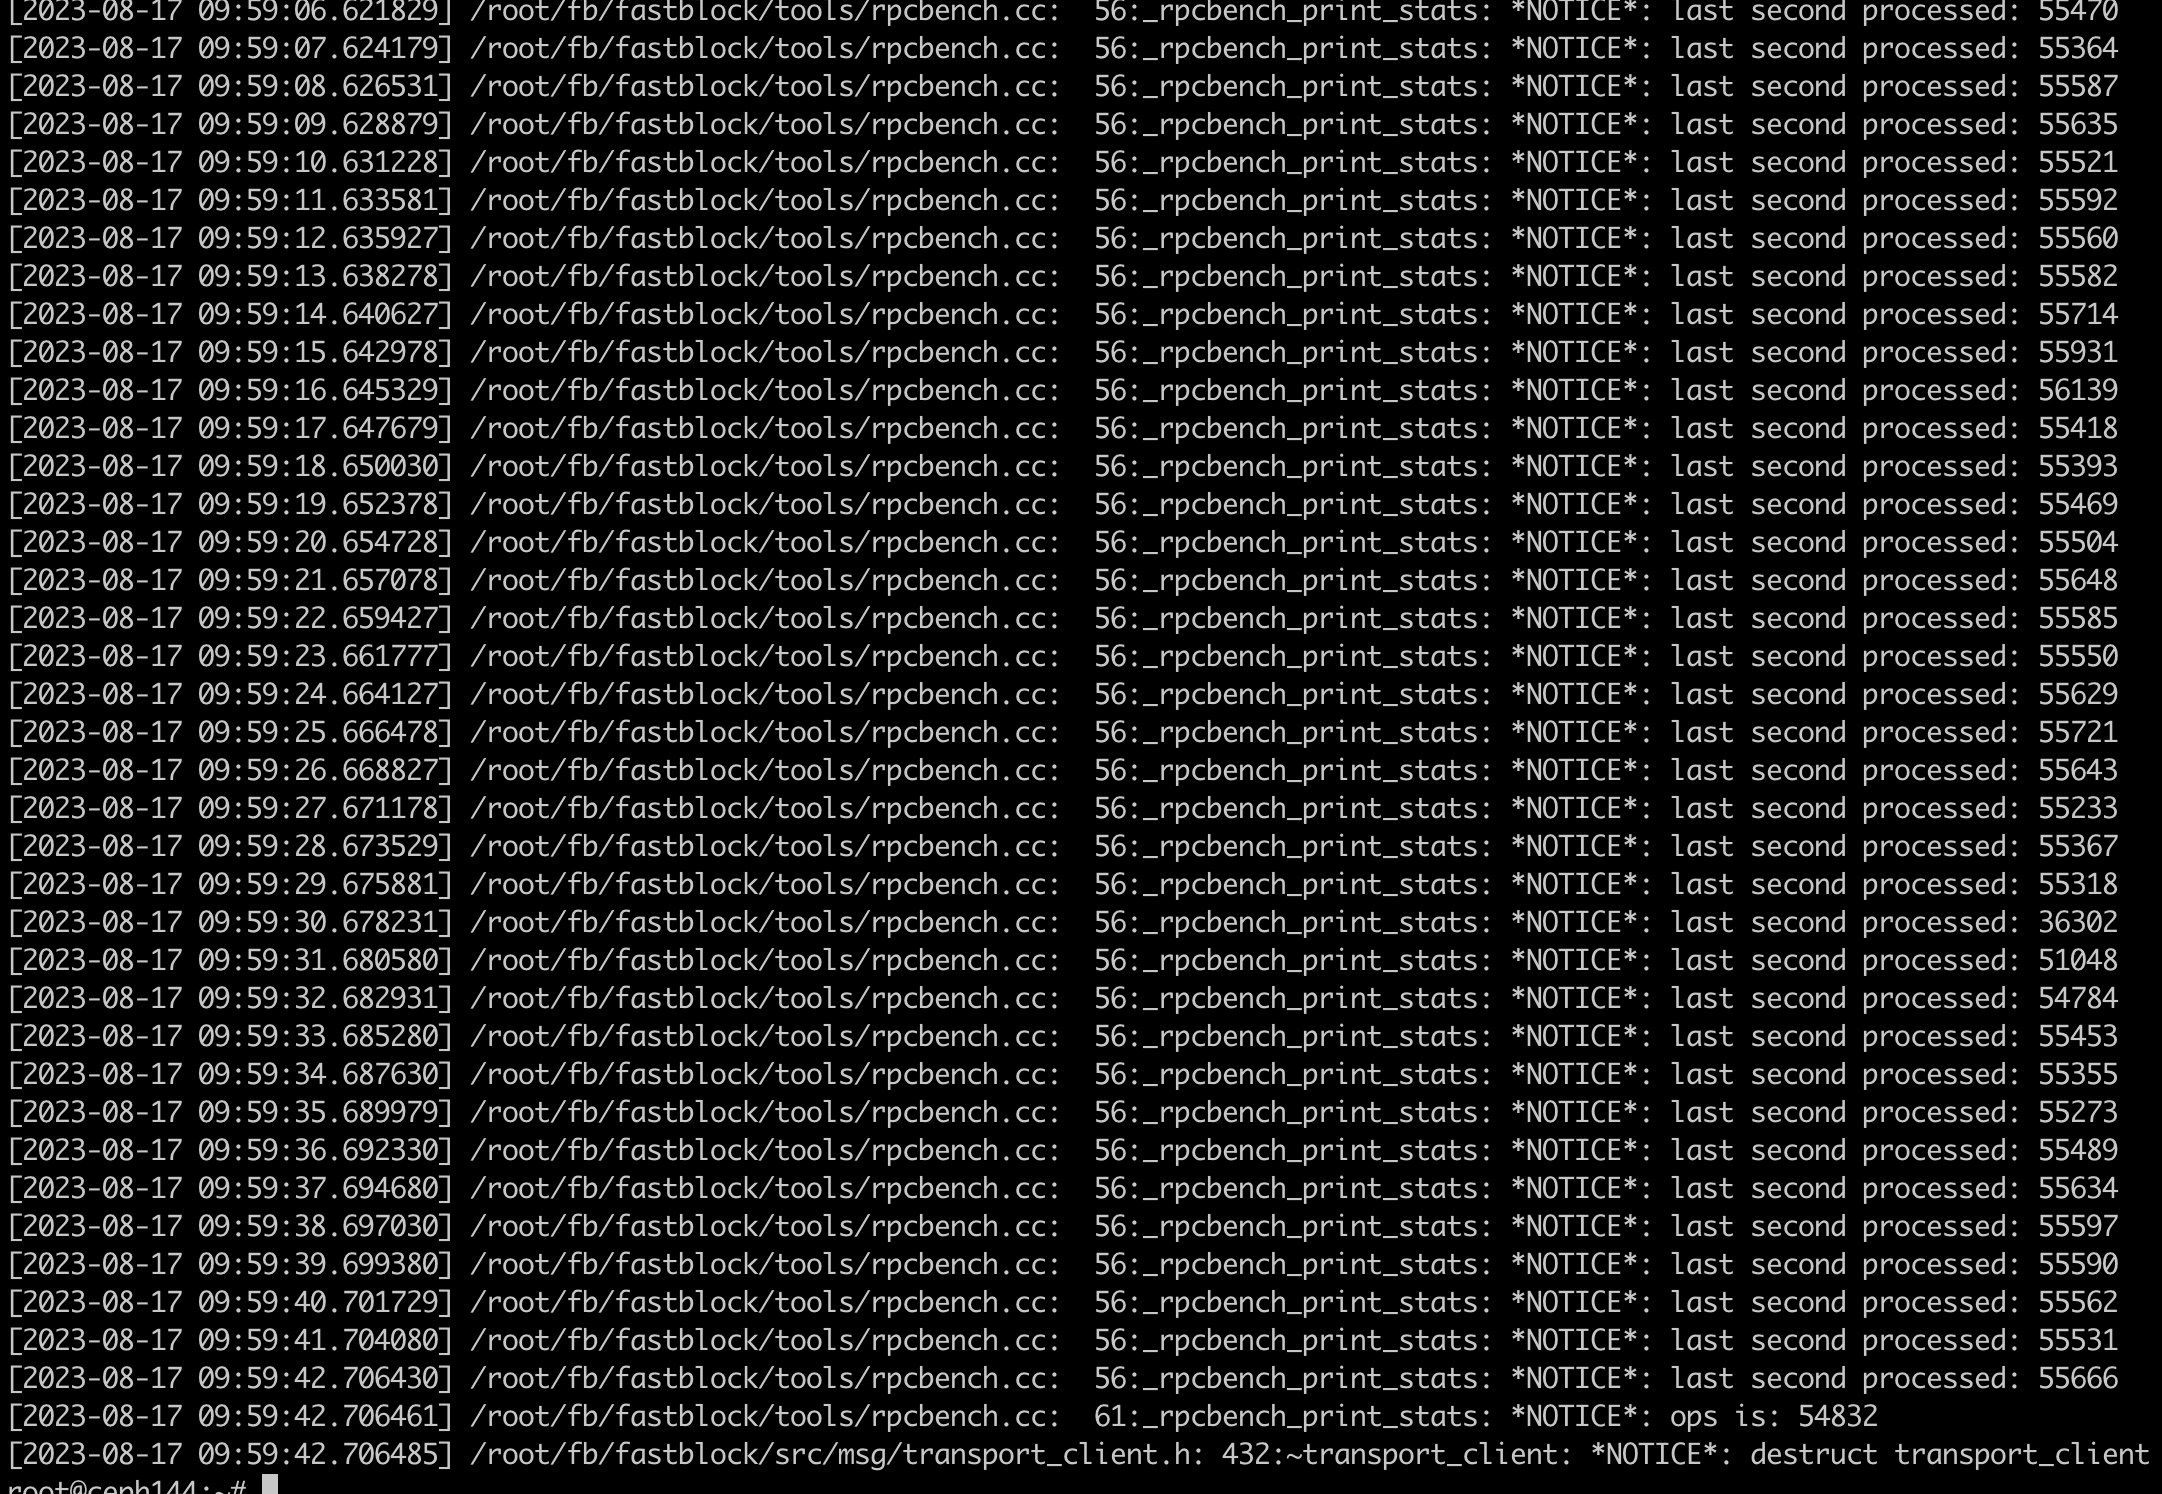 [2023-08-17 09:59:06.621829] /root/fb/fastblock/tools/rpcbench.cc:  56:_rpcbench_print_stats: *NOTICE*: last second processed: 55470
[2023-08-17 09:59:07.624179] /root/fb/fastblock/tools/rpcbench.cc:  56:_rpcbench_print_stats: *NOTICE*: last second processed: 55364
[2023-08-17 09:59:08.626531] /root/fb/fastblock/tools/rpcbench.cc:  56:_rpcbench_print_stats: *NOTICE*: last second processed: 55587
[2023-08-17 09:59:09.628879] /root/fb/fastblock/tools/rpcbench.cc:  56:_rpcbench_print_stats: *NOTICE*: last second processed: 55635
[2023-08-17 09:59:10.631228] /root/fb/fastblock/tools/rpcbench.cc:  56:_rpcbench_print_stats: *NOTICE*: last second processed: 55521
[2023-08-17 09:59:11.633581] /root/fb/fastblock/tools/rpcbench.cc:  56:_rpcbench_print_stats: *NOTICE*: last second processed: 55592
[2023-08-17 09:59:12.635927] /root/fb/fastblock/tools/rpcbench.cc:  56:_rpcbench_print_stats: *NOTICE*: last second processed: 55560
[2023-08-17 09:59:13.638278] /root/fb/fastblock/tools/rpcbench.cc:  56:_rpcbench_print_stats: *NOTICE*: last second processed: 55582
[2023-08-17 09:59:14.640627] /root/fb/fastblock/tools/rpcbench.cc:  56:_rpcbench_print_stats: *NOTICE*: last second processed: 55714
[2023-08-17 09:59:15.642978] /root/fb/fastblock/tools/rpcbench.cc:  56:_rpcbench_print_stats: *NOTICE*: last second processed: 55931
[2023-08-17 09:59:16.645329] /root/fb/fastblock/tools/rpcbench.cc:  56:_rpcbench_print_stats: *NOTICE*: last second processed: 56139
[2023-08-17 09:59:17.647679] /root/fb/fastblock/tools/rpcbench.cc:  56:_rpcbench_print_stats: *NOTICE*: last second processed: 55418
[2023-08-17 09:59:18.650030] /root/fb/fastblock/tools/rpcbench.cc:  56:_rpcbench_print_stats: *NOTICE*: last second processed: 55393
[2023-08-17 09:59:19.652378] /root/fb/fastblock/tools/rpcbench.cc:  56:_rpcbench_print_stats: *NOTICE*: last second processed: 55469
[2023-08-17 09:59:20.654728] /root/fb/fastblock/tools/rpcbench.cc:  56:_rpcbench_print_stats: *NOTICE*: last second processed: 55504
[2023-08-17 09:59:21.657078] /root/fb/fastblock/tools/rpcbench.cc:  56:_rpcbench_print_stats: *NOTICE*: last second processed: 55648
[2023-08-17 09:59:22.659427] /root/fb/fastblock/tools/rpcbench.cc:  56:_rpcbench_print_stats: *NOTICE*: last second processed: 55585
[2023-08-17 09:59:23.661777] /root/fb/fastblock/tools/rpcbench.cc:  56:_rpcbench_print_stats: *NOTICE*: last second processed: 55550
[2023-08-17 09:59:24.664127] /root/fb/fastblock/tools/rpcbench.cc:  56:_rpcbench_print_stats: *NOTICE*: last second processed: 55629
[2023-08-17 09:59:25.666478] /root/fb/fastblock/tools/rpcbench.cc:  56:_rpcbench_print_stats: *NOTICE*: last second processed: 55721
[2023-08-17 09:59:26.668827] /root/fb/fastblock/tools/rpcbench.cc:  56:_rpcbench_print_stats: *NOTICE*: last second processed: 55643
[2023-08-17 09:59:27.671178] /root/fb/fastblock/tools/rpcbench.cc:  56:_rpcbench_print_stats: *NOTICE*: last second processed: 55233
[2023-08-17 09:59:28.673529] /root/fb/fastblock/tools/rpcbench.cc:  56:_rpcbench_print_stats: *NOTICE*: last second processed: 55367
[2023-08-17 09:59:29.675881] /root/fb/fastblock/tools/rpcbench.cc:  56:_rpcbench_print_stats: *NOTICE*: last second processed: 55318
[2023-08-17 09:59:30.678231] /root/fb/fastblock/tools/rpcbench.cc:  56:_rpcbench_print_stats: *NOTICE*: last second processed: 36302
[2023-08-17 09:59:31.680580] /root/fb/fastblock/tools/rpcbench.cc:  56:_rpcbench_print_stats: *NOTICE*: last second processed: 51048
[2023-08-17 09:59:32.682931] /root/fb/fastblock/tools/rpcbench.cc:  56:_rpcbench_print_stats: *NOTICE*: last second processed: 54784
[2023-08-17 09:59:33.685280] /root/fb/fastblock/tools/rpcbench.cc:  56:_rpcbench_print_stats: *NOTICE*: last second processed: 55453
[2023-08-17 09:59:34.687630] /root/fb/fastblock/tools/rpcbench.cc:  56:_rpcbench_print_stats: *NOTICE*: last second processed: 55355
[2023-08-17 09:59:35.689979] /root/fb/fastblock/tools/rpcbench.cc:  56:_rpcbench_print_stats: *NOTICE*: last second processed: 55273
[2023-08-17 09:59:36.692330] /root/fb/fastblock/tools/rpcbench.cc:  56:_rpcbench_print_stats: *NOTICE*: last second processed: 55489
[2023-08-17 09:59:37.694680] /root/fb/fastblock/tools/rpcbench.cc:  56:_rpcbench_print_stats: *NOTICE*: last second processed: 55634
[2023-08-17 09:59:38.697030] /root/fb/fastblock/tools/rpcbench.cc:  56:_rpcbench_print_stats: *NOTICE*: last second processed: 55597
[2023-08-17 09:59:39.699380] /root/fb/fastblock/tools/rpcbench.cc:  56:_rpcbench_print_stats: *NOTICE*: last second processed: 55590
[2023-08-17 09:59:40.701729] /root/fb/fastblock/tools/rpcbench.cc:  56:_rpcbench_print_stats: *NOTICE*: last second processed: 55562
[2023-08-17 09:59:41.704080] /root/fb/fastblock/tools/rpcbench.cc:  56:_rpcbench_print_stats: *NOTICE*: last second processed: 55531
[2023-08-17 09:59:42.706430] /root/fb/fastblock/tools/rpcbench.cc:  56:_rpcbench_print_stats: *NOTICE*: last second processed: 55666
[2023-08-17 09:59:42.706461] /root/fb/fastblock/tools/rpcbench.cc:  61:_rpcbench_print_stats: *NOTICE*: ops is: 54832
[2023-08-17 09:59:42.706485] /root/fb/fastblock/src/msg/transport_client.h: 432:~transport_client: *NOTICE*: destruct transport_client
root@ceph144:~#